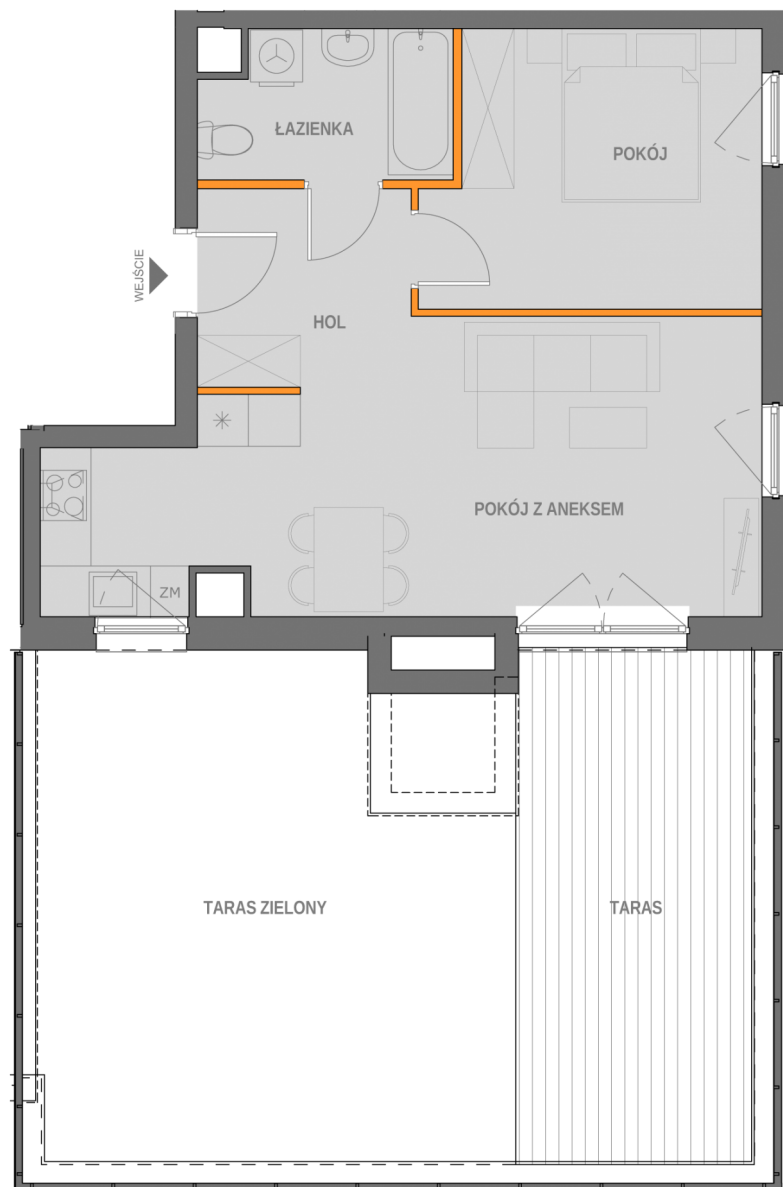 ŁAZIENKA
POKÓJ
WEJŚCIE
HOL
POKÓJ Z ANEKSEM
ZM
TARAS ZIELONY
TARAS